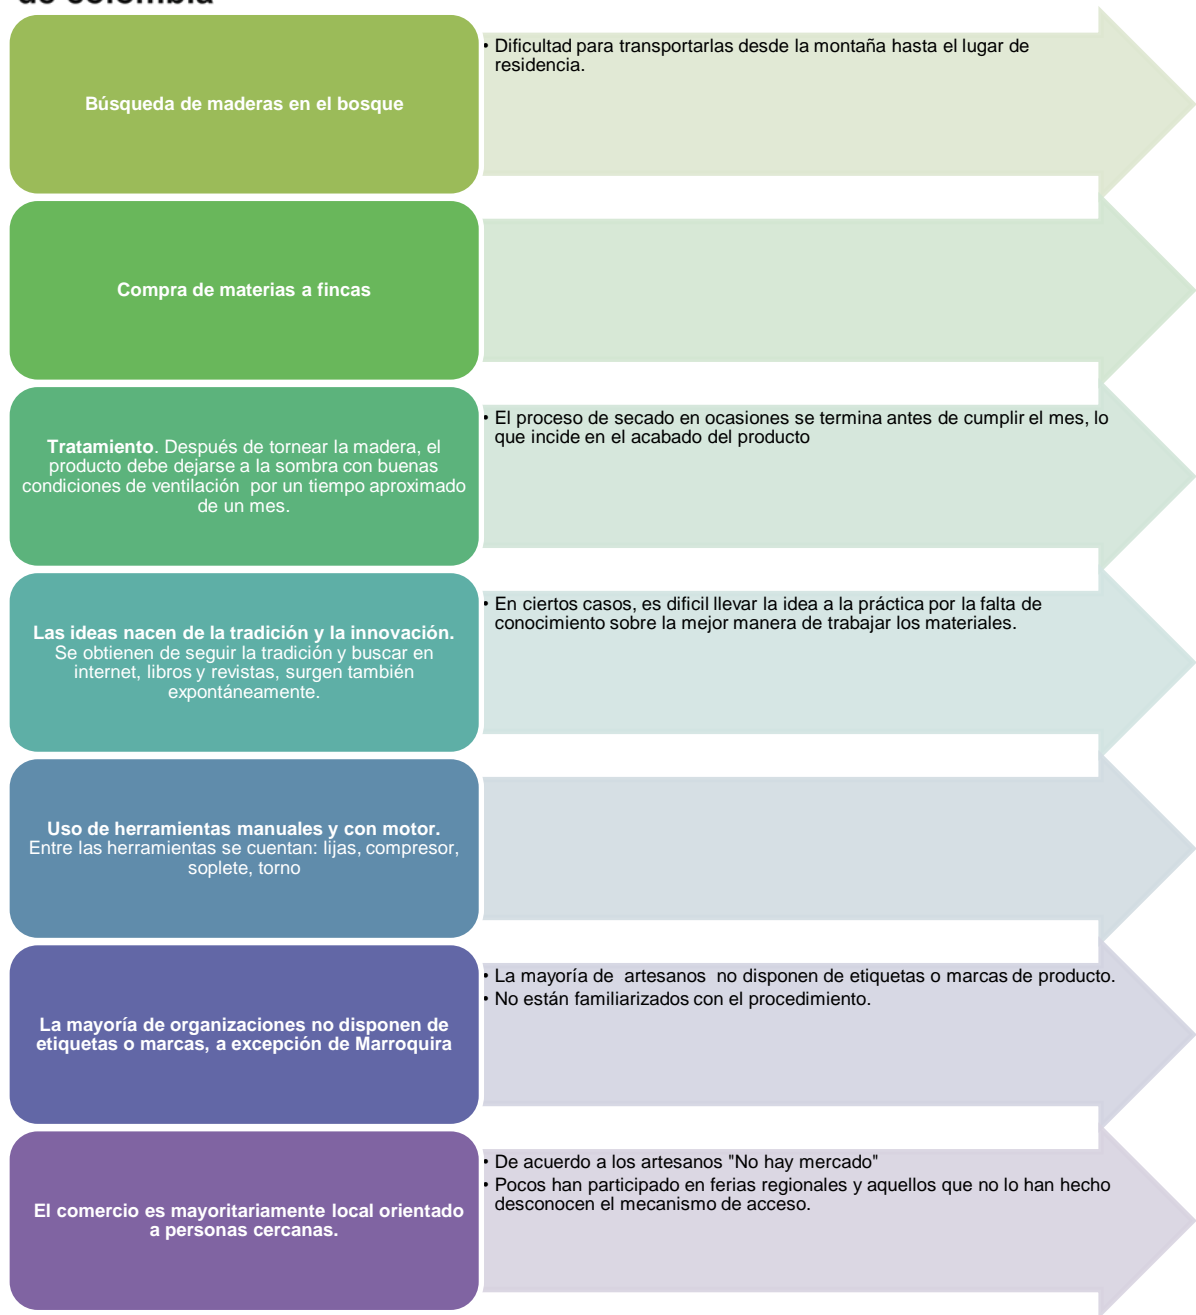 de colombia
Búsqueda de maderas en el bosque
• Dificultad para transportarlas desde la montaña hasta el lugar de
residencia.
Compra de materias a fincas
Tratamiento. Después de tornear la madera, el
producto debe dejarse a la sombra con buenas
condiciones de ventilación  por un tiempo aproximado
de un mes.
• El proceso de secado en ocasiones se termina antes de cumplir el mes, lo
que incide en el acabado del producto
Las ideas nacen de la tradición y la innovación.
Se obtienen de seguir la tradición y buscar en
internet, libros y revistas, surgen también
expontáneamente.
• En ciertos casos, es dificil llevar la idea a la práctica por la falta de
conocimiento sobre la mejor manera de trabajar los materiales.
Uso de herramientas manuales y con motor.
Entre las herramientas se cuentan: lijas, compresor,
soplete, torno
La mayoría de organizaciones no disponen de
etiquetas o marcas, a excepción de Marroquira
• La mayoría de  artesanos  no disponen de etiquetas o marcas de producto.
• No están familiarizados con el procedimiento.
El comercio es mayoritariamente local orientado
a personas cercanas.
• De acuerdo a los artesanos "No hay mercado"
• Pocos han participado en ferias regionales y aquellos que no lo han hecho
desconocen el mecanismo de acceso.